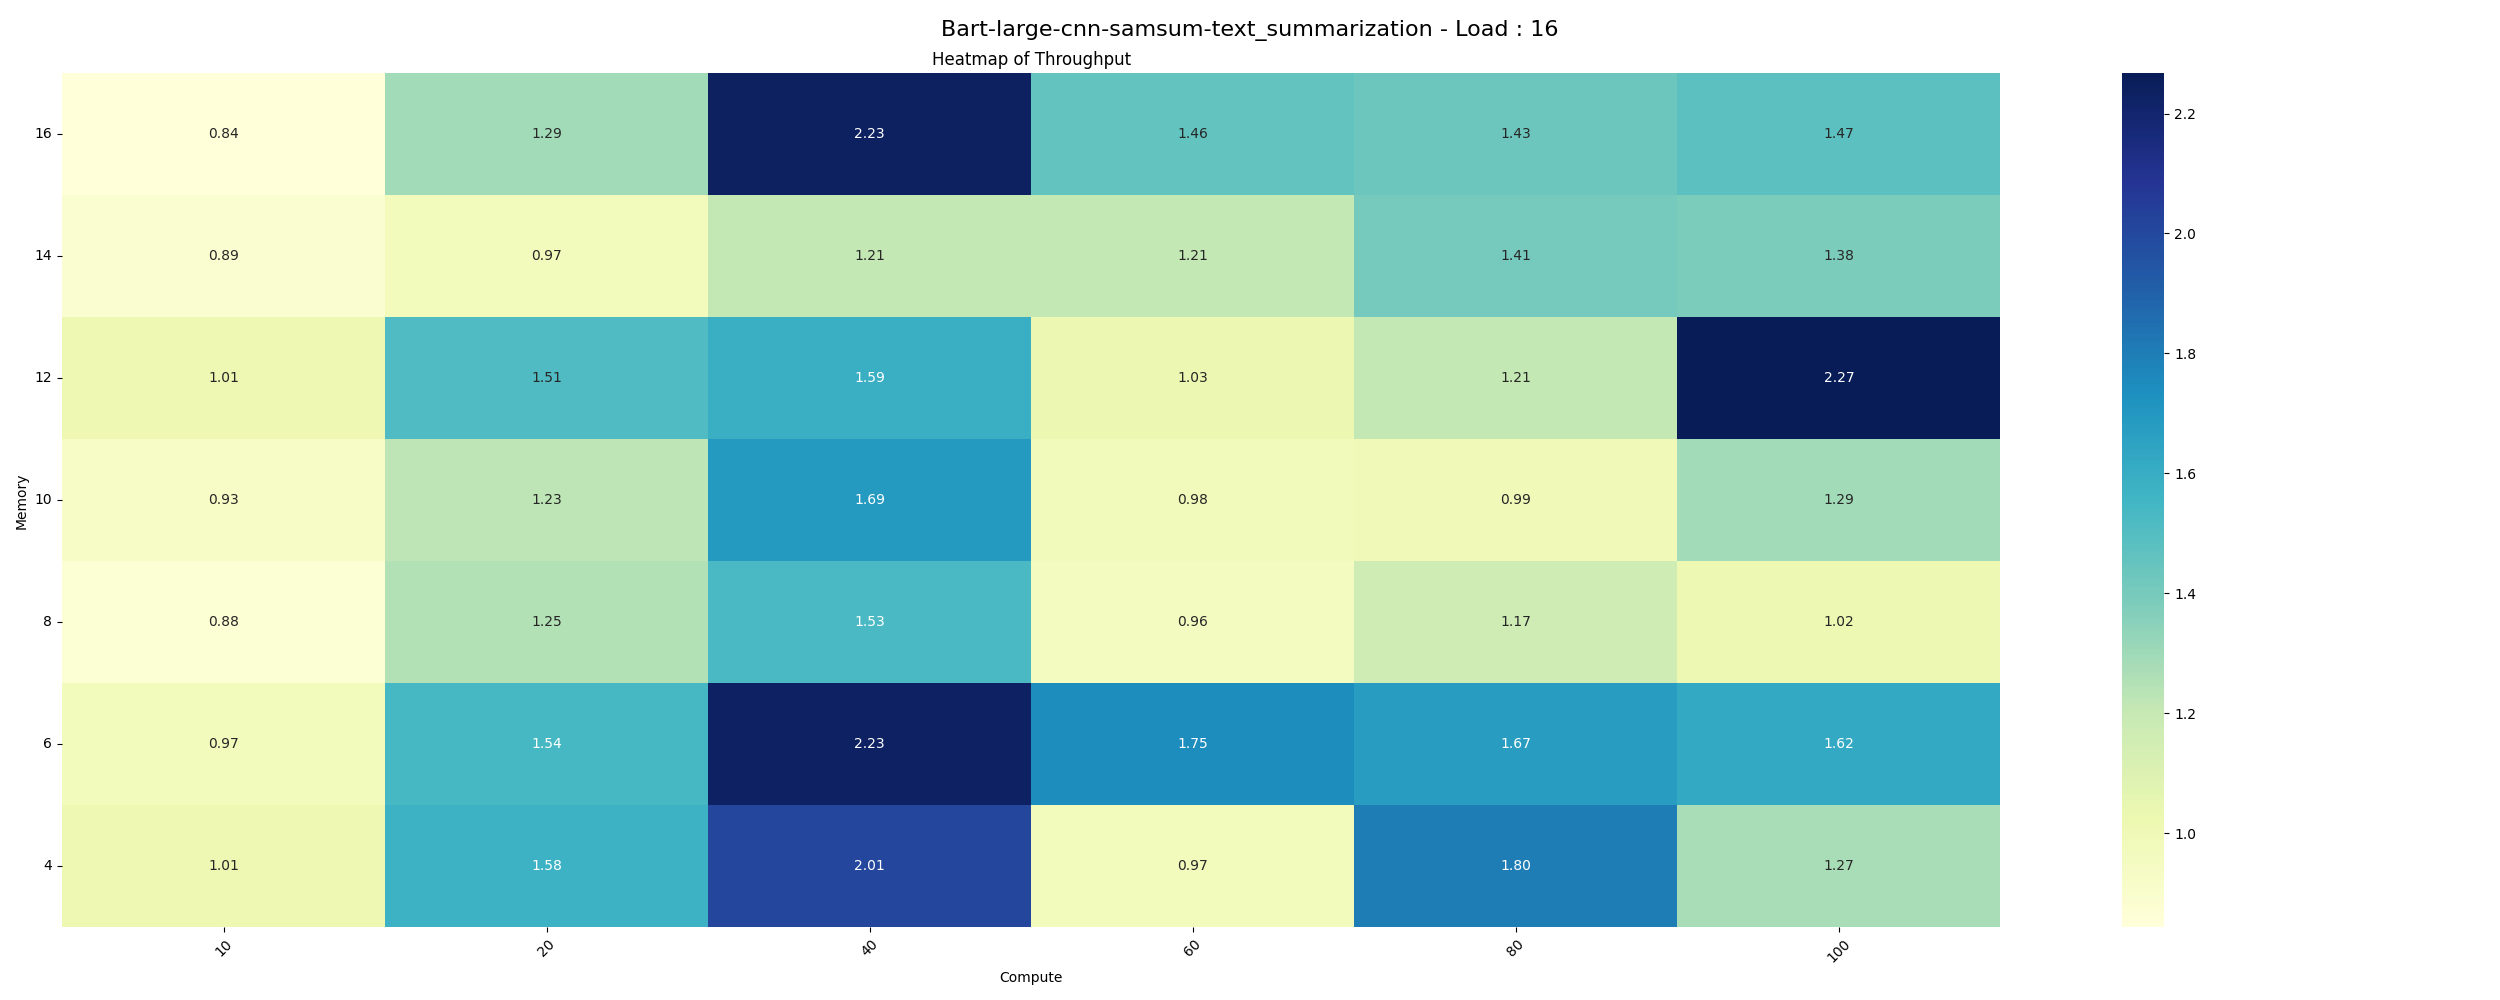 Bart-large-cnn-samsum-text_summarization - Load : 16
Heatmap of Throughput
16 0.84 1.29 2.23 1.46 1.43 1.47
14 0.89 0.97 1.21 1.21 1.41 1.38
12 1.01 1.51 1.59 1.03 1.21 2.27
10 0.93 1.23 1.69 0.98 0.99 1.29
8 0.88 1.25 1.53 0.96 1.17 1.02
6 0.97 1.54 2.23 1.75 1.67 1.62
4 1.01 1.58 2.01 0.97 1.80 1.27
Memory
10 20 40 60 80 100
Compute
2.2
2.0
1.8
1.6
1.4
1.2
1.0